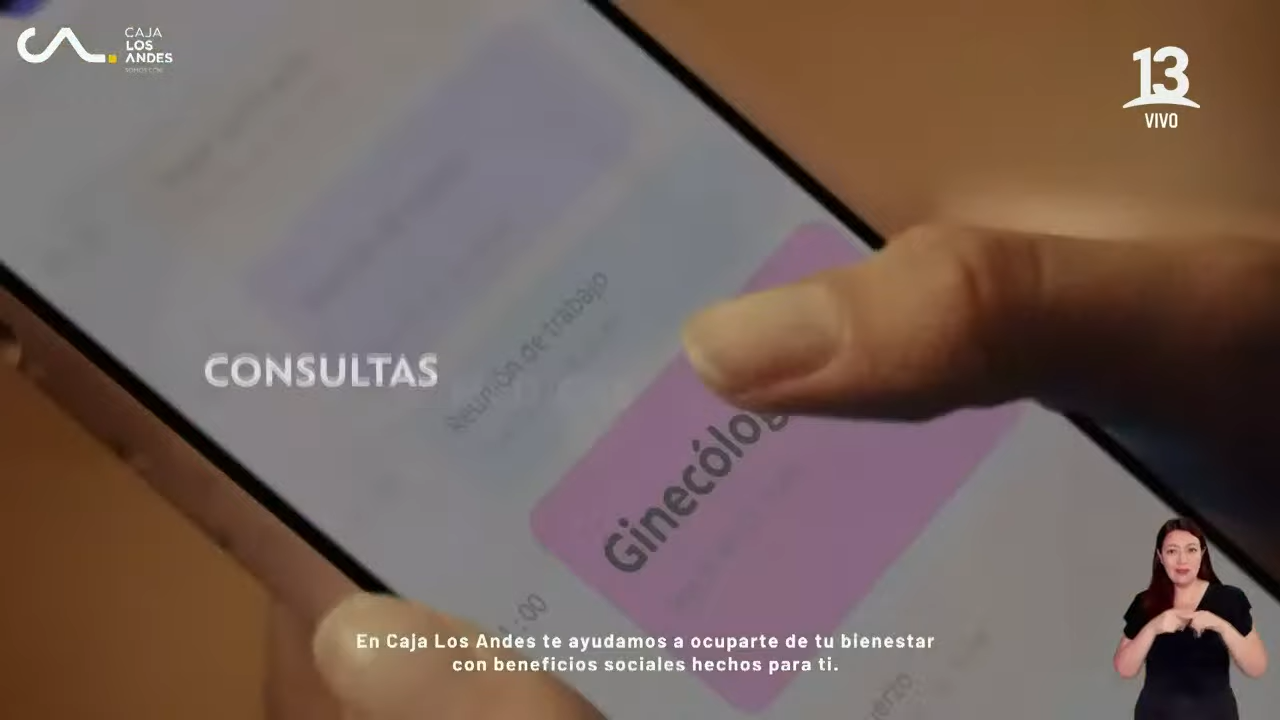 CAJA
LOS
ANDES
13
VIVO
Reunión de trabajo
CONSULTAS
Ginecólog
:00
En Caja Los Andes te ayudamos a ocuparte de tu bienestar
con beneficios sociales hechos para ti.